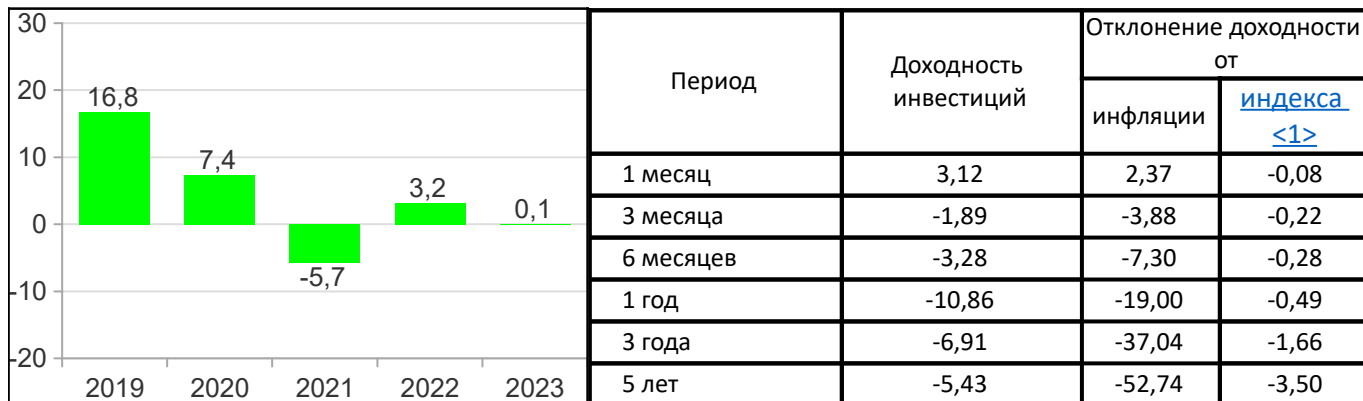 30
20
10
0
-10
-20
16,8
7,4
-5,7
3,2
0,1
2019 2020 2021 2022 2023
Период
Доходность
инвестиций
Отклонение доходности
от
инфляции
индекса
<1>
1 месяц 3,12 2,37 -0,08
3 месяца -1,89 -3,88 -0,22
6 месяцев -3,28 -7,30 -0,28
1 год -10,86 -19,00 -0,49
3 года -6,91 -37,04 -1,66
5 лет -5,43 -52,74 -3,50